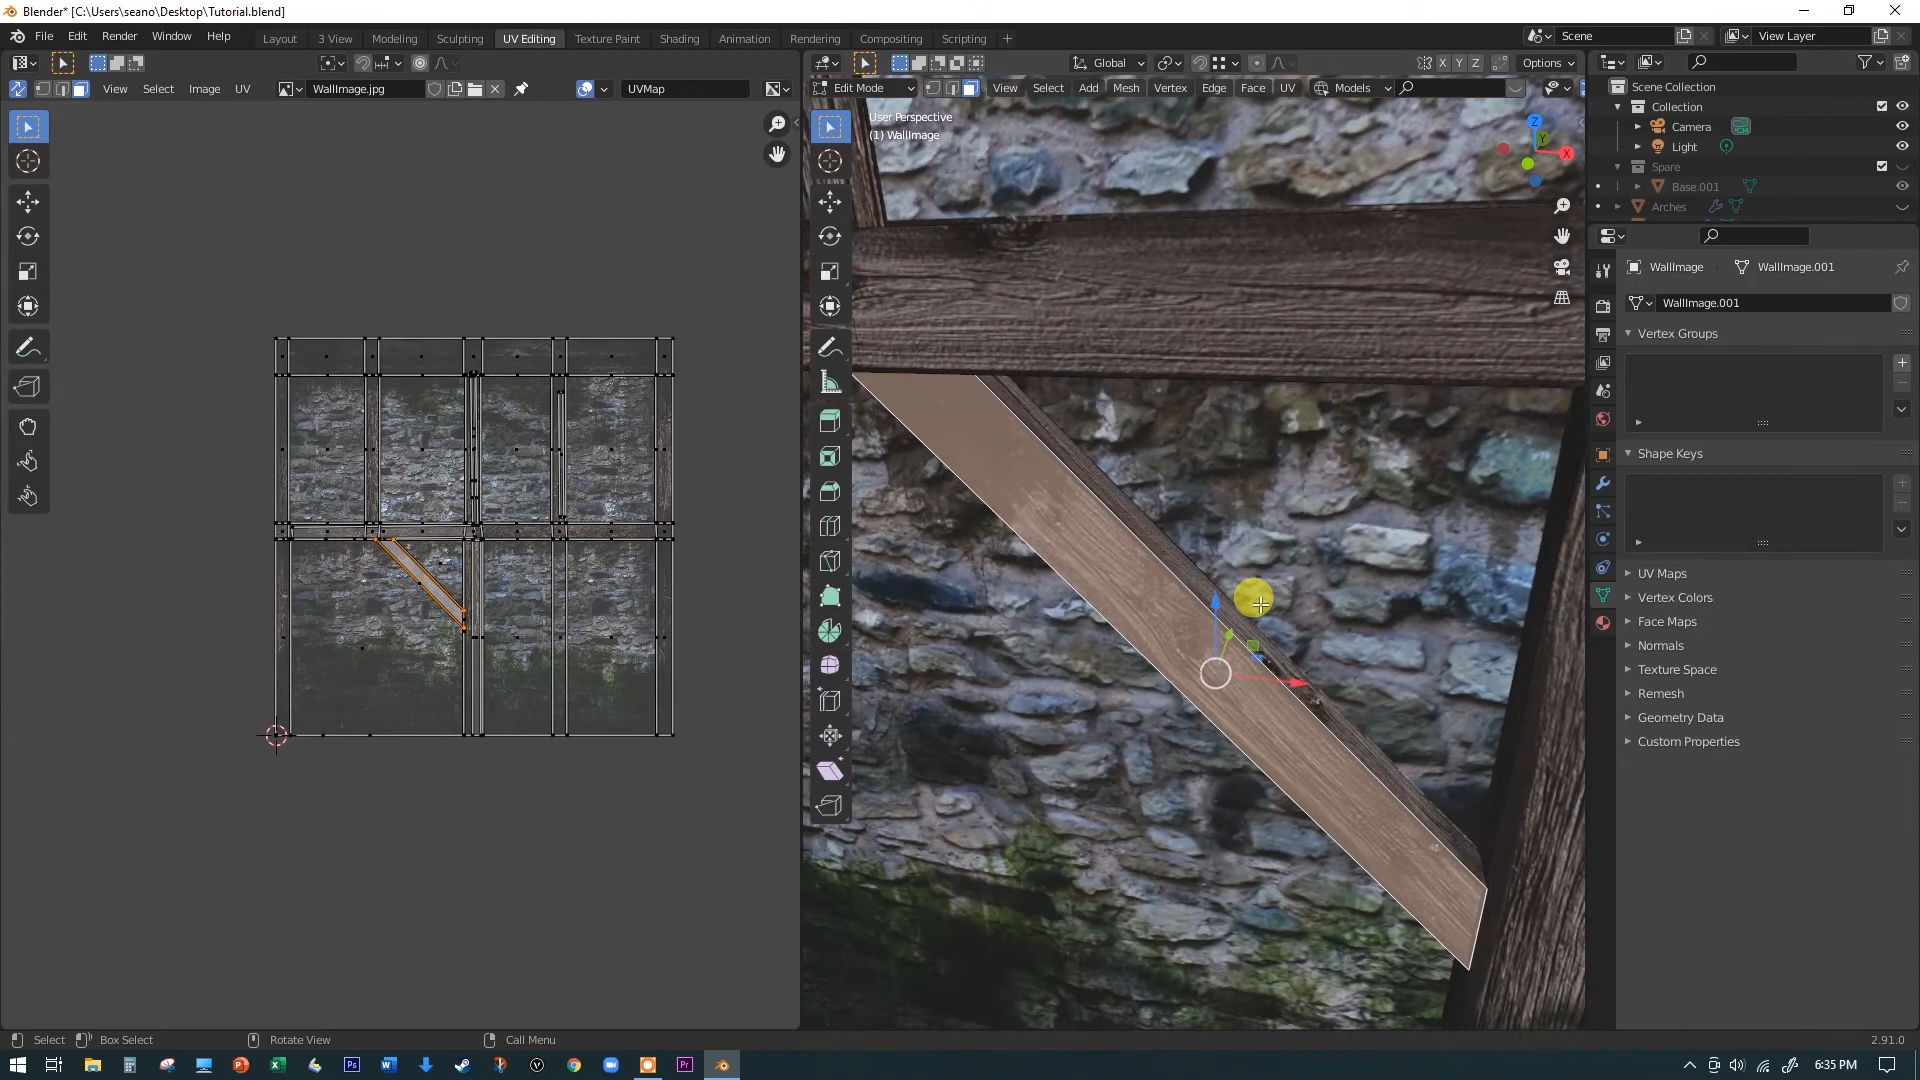 Blender* [C:\Users\seano\Desktop\Tutorial.blend]
File Edit Render Window Help
Layout 3 View Modeling Sculpting UV Editing Texture Paint Shading Animation Rendering Compositing Scripting +
Scene View Layer
Global X Y Z Options
View Select Image UV WallImage.jpg UVMap
Edit Mode View Select Add Mesh Vertex Edge Face UV Models
User Perspective
(1) WallImage
Z
Y
X
Scene Collection
Collection
Camera
Light
Spare
Base.001
Arches
WallImage WallImage.001
WallImage.001
Vertex Groups
Shape Keys
UV Maps
Vertex Colors
Face Maps
Normals
Texture Space
Remesh
Geometry Data
Custom Properties
Select Box Select Rotate View Call Menu 2.91.0
6:35 PM